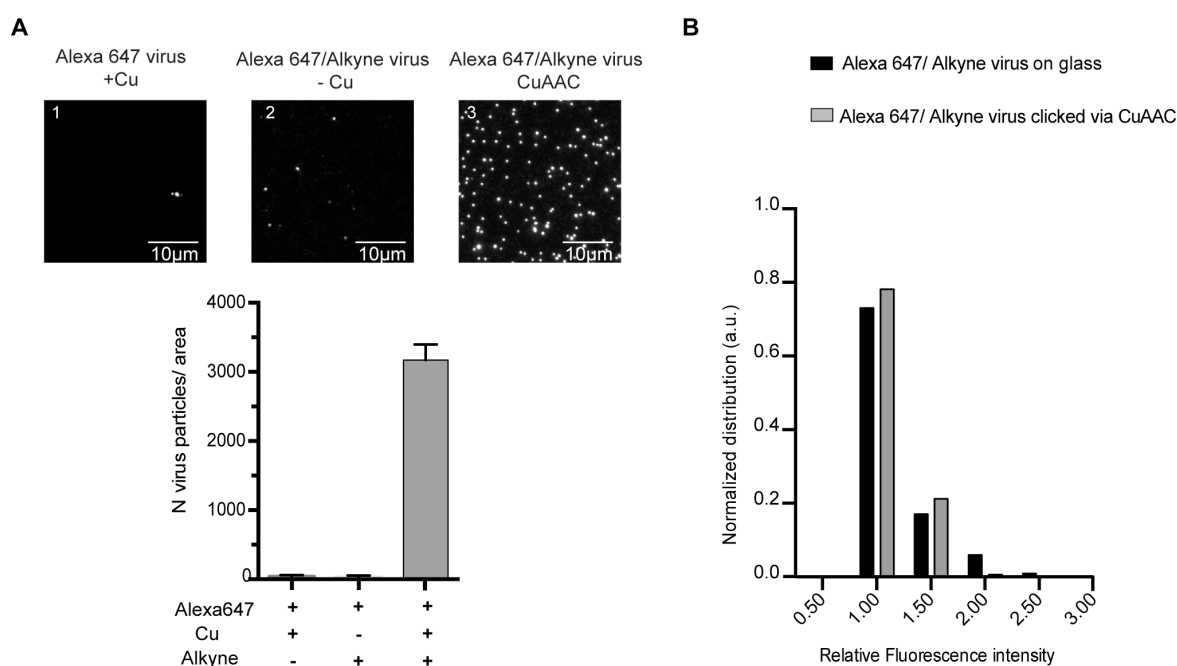 A
Alexa 647 virus
+Cu
Alexa 647/Alkyne virus
- Cu
Alexa 647/Alkyne virus
CuAAC
1
10µm
2
10µm
3
10µm
N virus particles/ area
4000
3000
2000
1000
0
Alexa647 + + +
Cu + - +
Alkyne - + +
B
Alexa 647/ Alkyne virus on glass
Alexa 647/ Alkyne virus clicked via CuAAC
Normalized distribution (a.u.)
1.0
0.8
0.6
0.4
0.2
0.0
0.50 1.00 1.50 2.00 2.50 3.00
Relative Fluorescence intensity